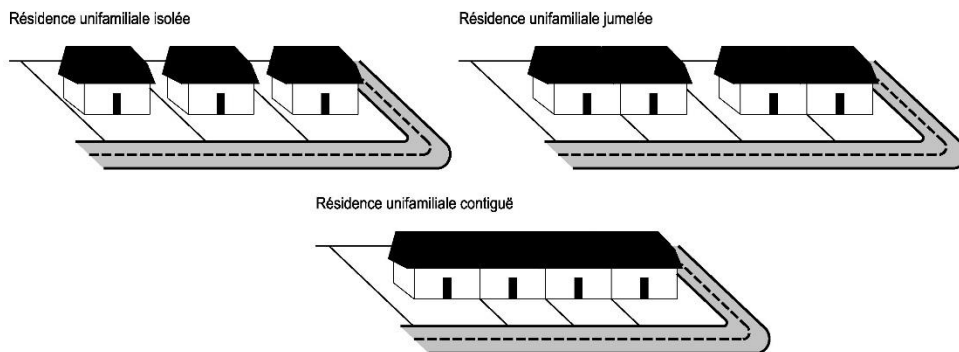 Résidence unifamiliale isolée
Résidence unifamiliale jumelée
Résidence unifamiliale contiguë